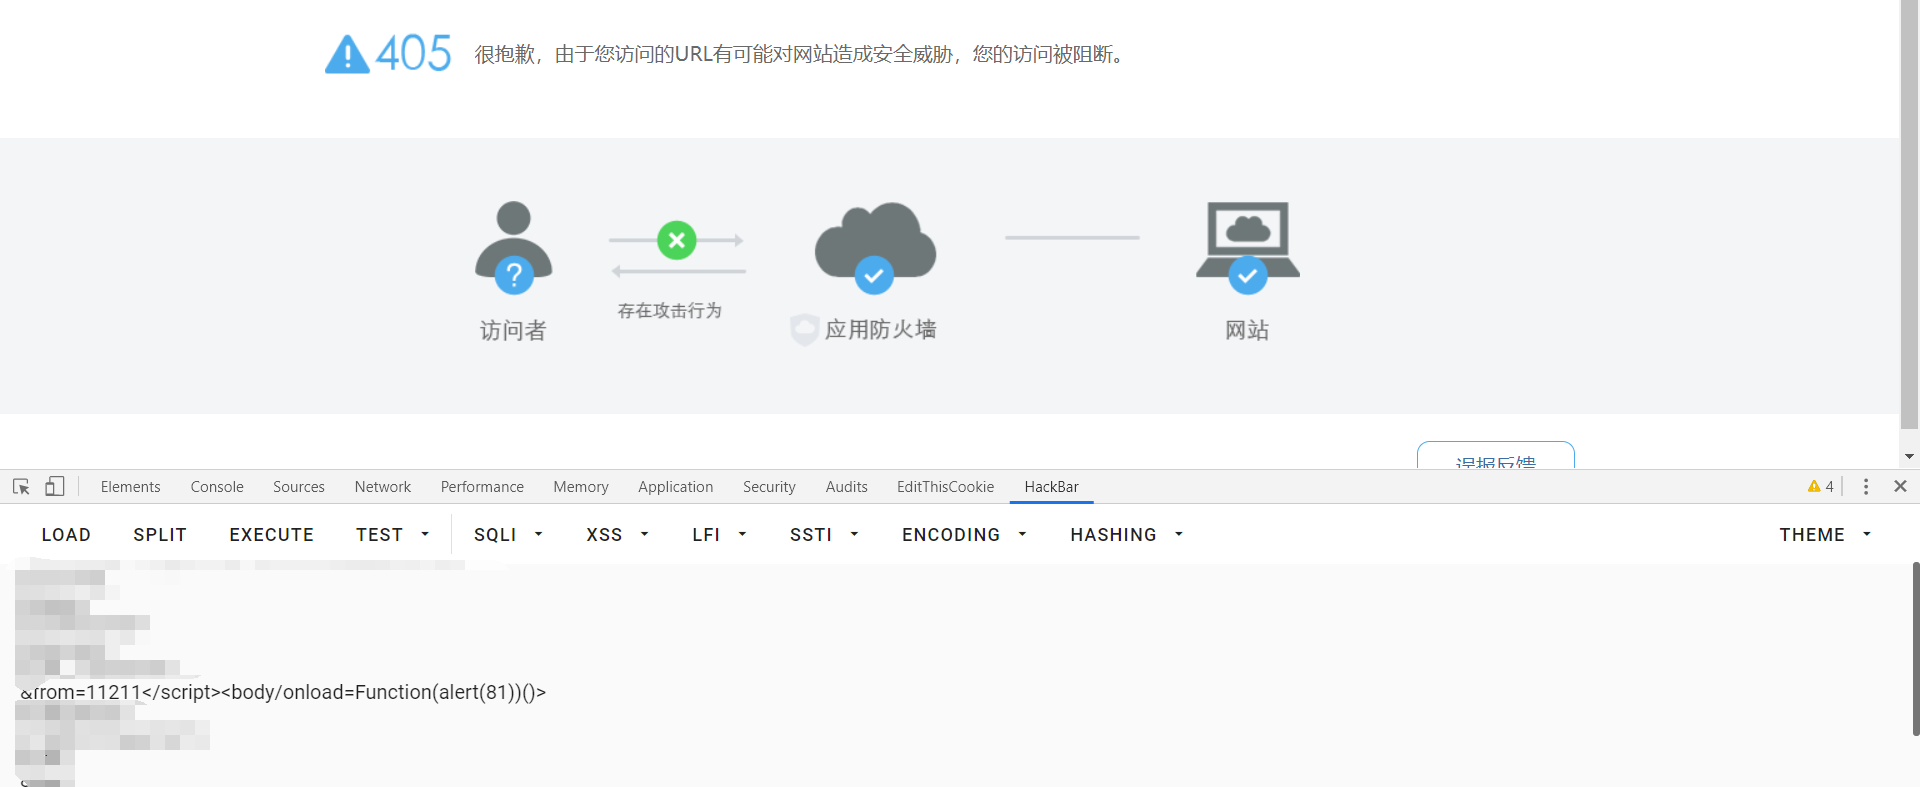 405 很抱歉，由于您访问的URL有可能对网站造成安全威胁，您的访问被阻断。
存在攻击行为
访问者 应用防火墙 网站
误报反馈
Elements Console Sources Network Performance Memory Application Security Audits EditThisCookie HackBar 4
LOAD SPLIT EXECUTE TEST SQLI XSS LFI SSTI ENCODING HASHING THEME
&from=11211</script><body/onload=Function(alert(81))()>